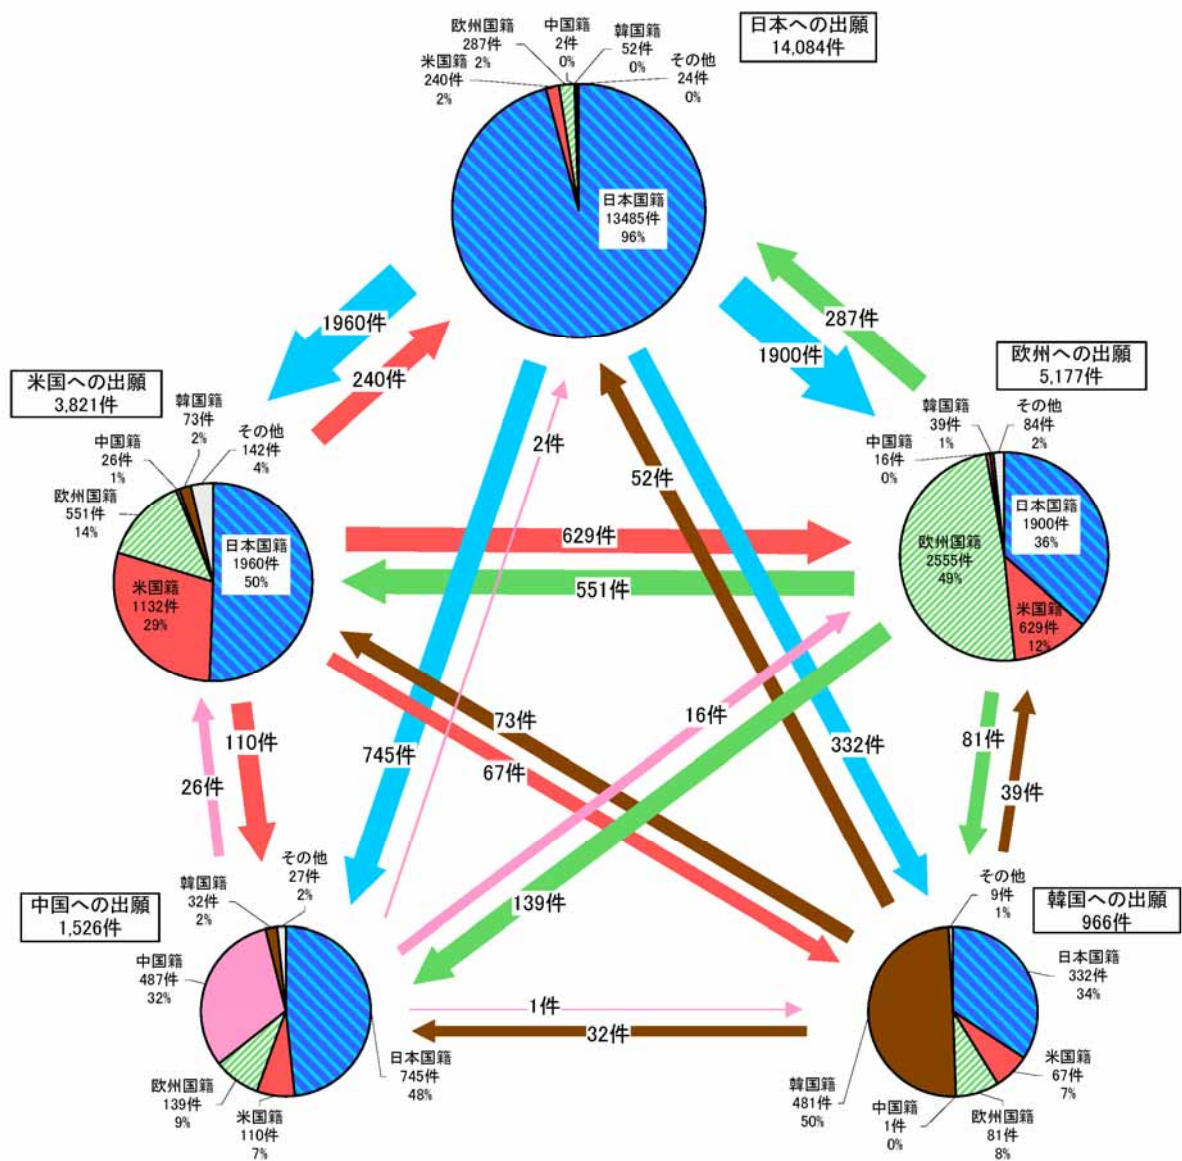 日本への出願
14,084件
欧州国籍
287件
2%
中国籍
2件
0%
韓国籍
52件
0%
その他
24件
0%
米国籍
240件
2%
日本国籍
13485件
96%
1960件
240件
1900件
287件
米国への出願
3,821件
韓国籍
73件
2%
その他
142件
4%
中国籍
26件
1%
欧州国籍
551件
14%
日本国籍
1960件
50%
米国籍
1132件
29%
欧州への出願
5,177件
韓国籍
39件
1%
その他
84件
2%
中国籍
16件
0%
日本国籍
1900件
36%
欧州国籍
2555件
49%
米国籍
629件
12%
2件
52件
629件
551件
745件
332件
16件
73件
67件
139件
26件
110件
81件
39件
中国への出願
1,526件
その他
27件
2%
韓国籍
32件
2%
中国籍
487件
32%
欧州国籍
139件
9%
米国籍
110件
7%
日本国籍
745件
48%
1件
32件
韓国への出願
966件
その他
9件
1%
日本国籍
332件
34%
米国籍
67件
7%
欧州国籍
81件
8%
中国籍
1件
0%
韓国籍
481件
50%